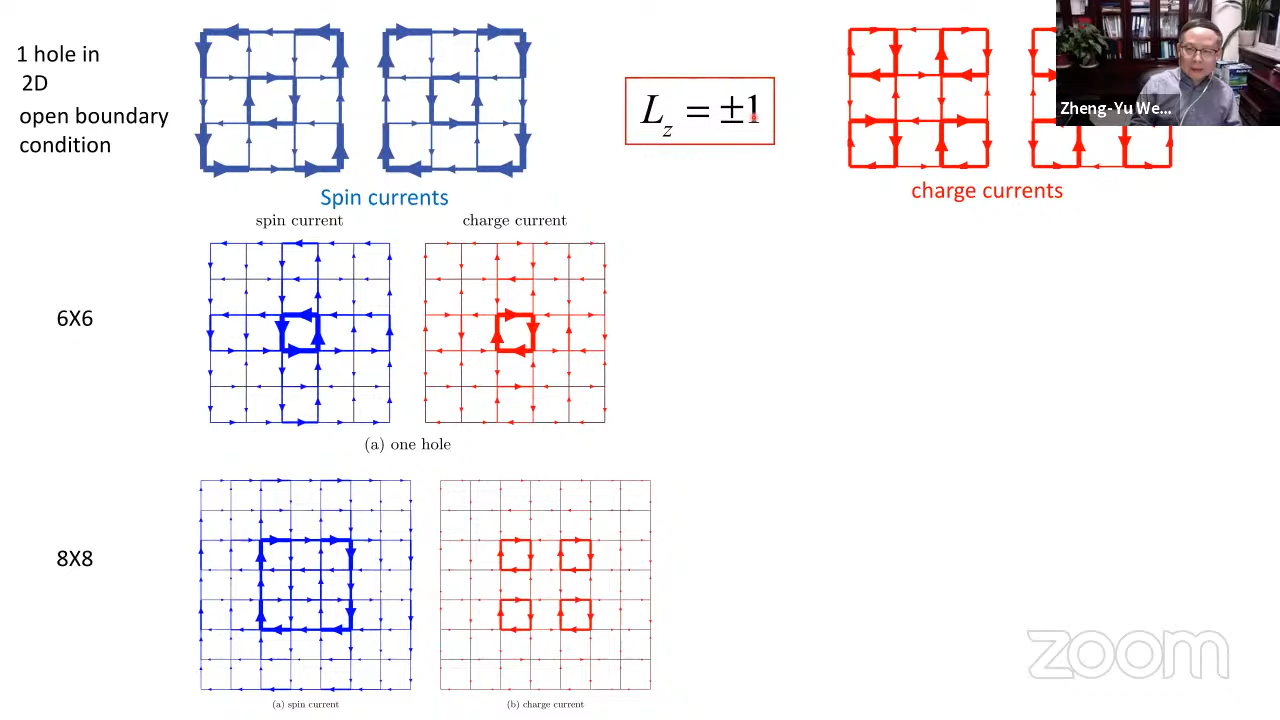 1 hole in
2D
open boundary
condition
L_z = ±1
Zheng-Yu We...
Spin currents
charge currents
spin current
charge current
6X6
(a) one hole
8X8
zoom
(a) spin current
(b) charge current